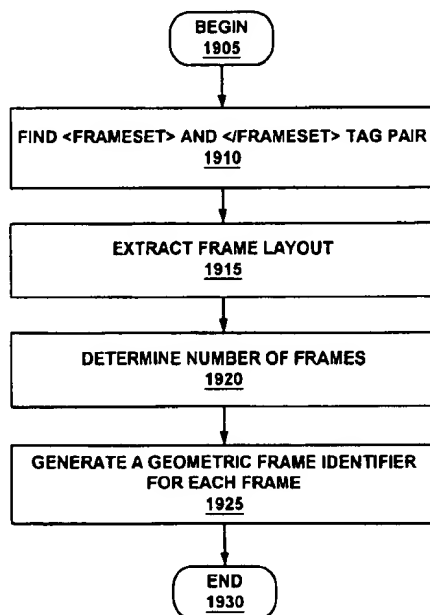 BEGIN
1905
FIND <FRAMESET> AND </FRAMESET> TAG PAIR
1910
EXTRACT FRAME LAYOUT
1915
DETERMINE NUMBER OF FRAMES
1920
GENERATE A GEOMETRIC FRAME IDENTIFIER
FOR EACH FRAME
1925
END
1930